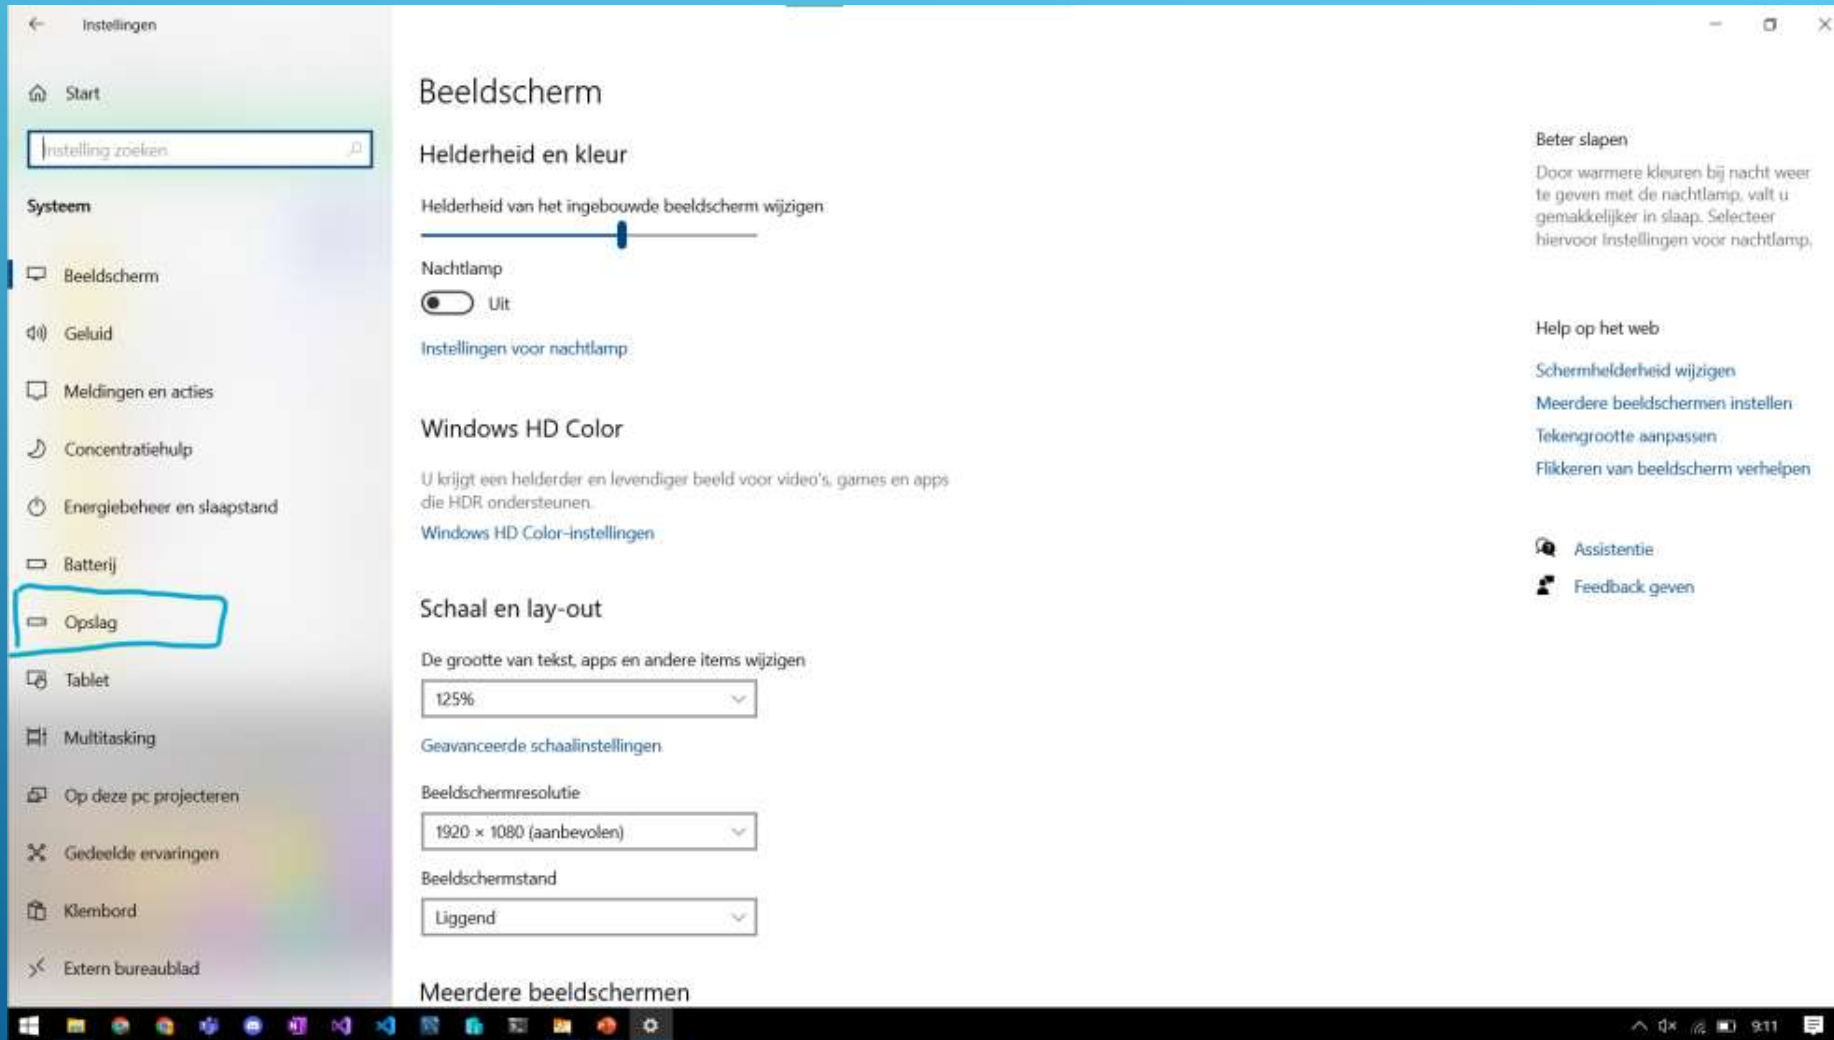 Instellingen
Start
Instelling zoeken
Systeem
Beeldscherm
Geluid
Meldingen en acties
Concentratiehulp
Energiebeheer en slaapstand
Batterij
Opslag
Tablet
Multitasking
Op deze pc projecteren
Gedeelde ervaringen
Klembord
Extern bureaublad
Beeldscherm
Helderheid en kleur
Helderheid van het ingebouwde beeldscherm wijzigen
Nachtlamp
Uit
Instellingen voor nachtlamp
Windows HD Color
U krijgt een helderder en levendiger beeld voor video's, games en apps
die HDR ondersteunen.
Windows HD Color-instellingen
Schaal en lay-out
De grootte van tekst, apps en andere items wijzigen
125%
Geavanceerde schaalinstellingen
Beeldschermresolutie
1920 × 1080 (aanbevolen)
Beeldschermstand
Liggend
Meerdere beeldschermen
Beter slapen
Door warmere kleuren bij nacht weer
te geven met de nachtlamp, valt u
gemakkelijker in slaap. Selecteer
hiervoor Instellingen voor nachtlamp.
Help op het web
Schermhelderheid wijzigen
Meerdere beeldschermen instellen
Tekengrootte aanpassen
Flikkeren van beeldscherm verhelpen
Assistentie
Feedback geven
9:11